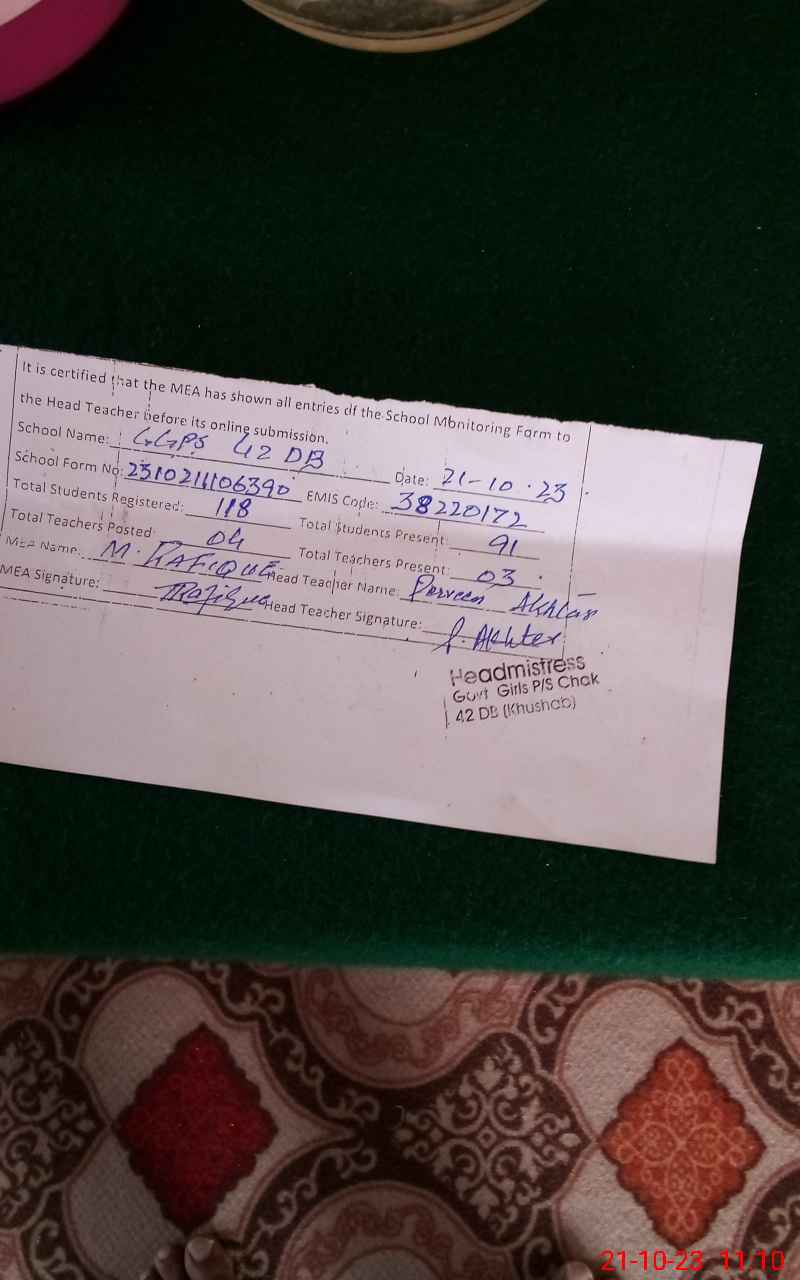 It is certified that the MEA has shown all entries of the School Monitoring Form to
the Head Teacher before its online submission.
School Name: GGPS 42 DB Date: 21-10-23
School Form No: 2310211106390 EMIS Code: 38220172
Total Students Registered: 118 Total Students Present: 91
Total Teachers Posted: 04 Total Teachers Present: 03
MEA Name: M. RAFIQUE Head Teacher Name: Parveen Akhtar
MEA Signature: MRafique Head Teacher Signature: P. Akhter
Headmistress
Govt Girls P/S Chak
42 DB (Khushab)
21-10-23 11:10